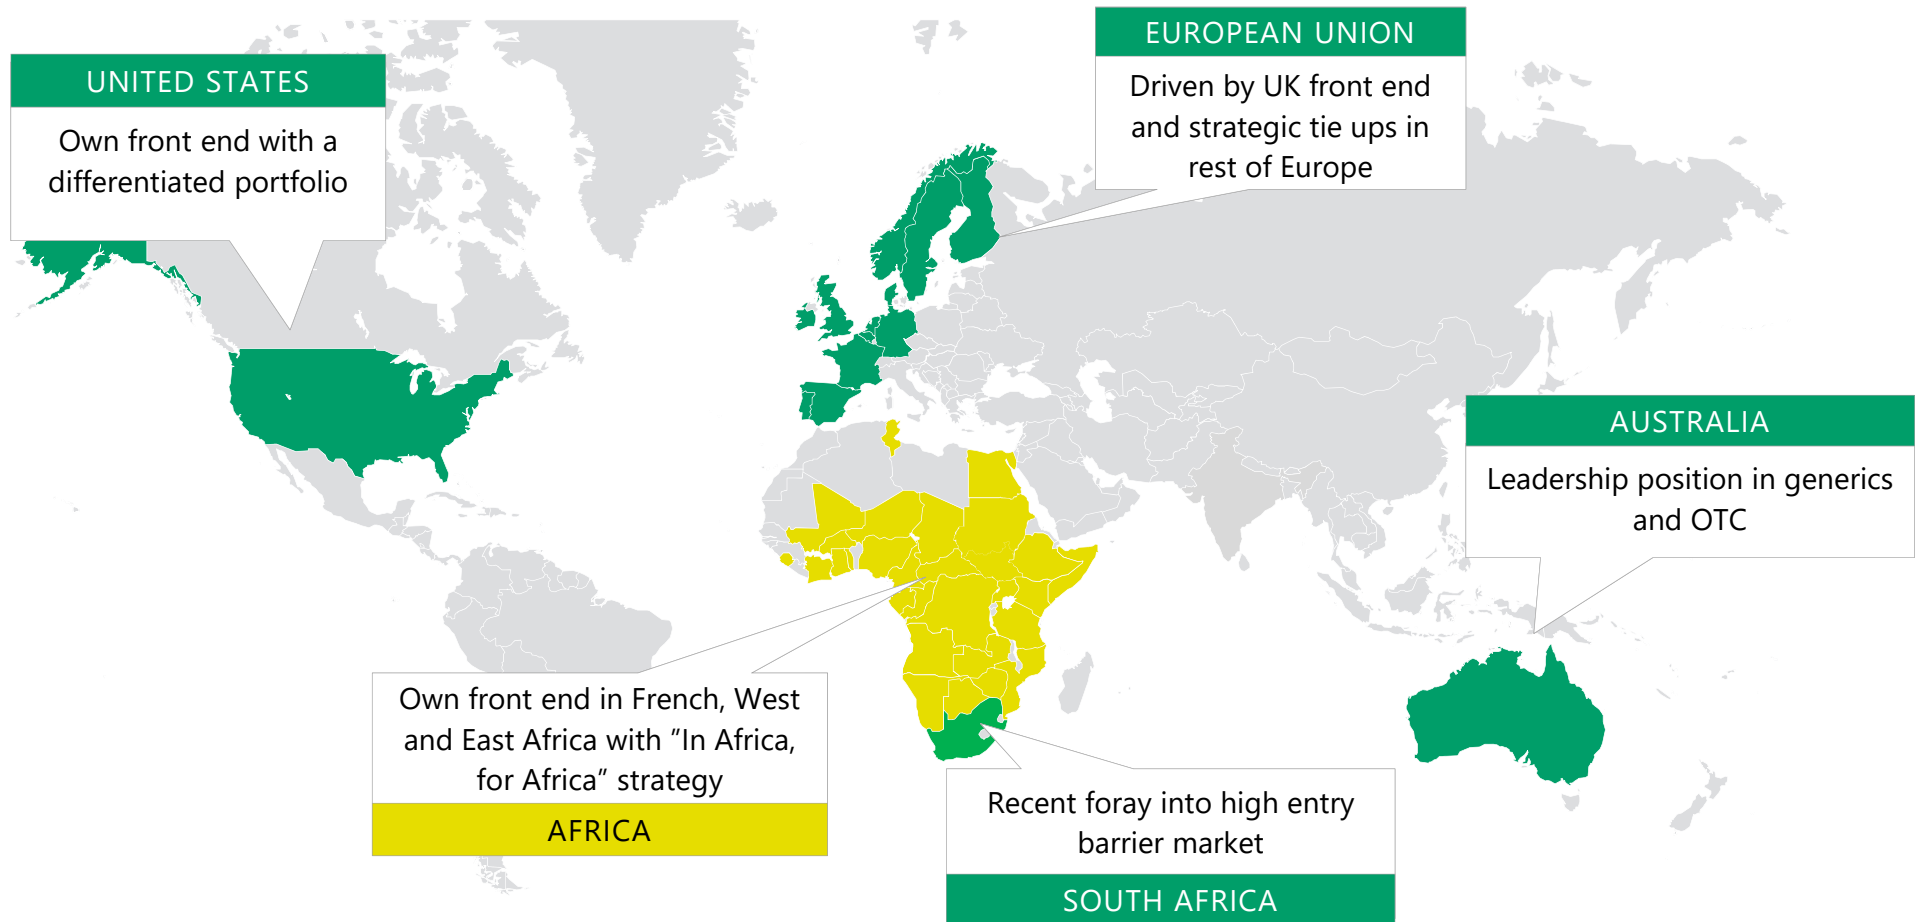 UNITED STATES
Own front end with a
differentiated portfolio
EUROPEAN UNION
Driven by UK front end
and strategic tie ups in
rest of Europe
AUSTRALIA
Leadership position in generics
and OTC
Own front end in French, West
and East Africa with "In Africa,
for Africa" strategy
AFRICA
Recent foray into high entry
barrier market
SOUTH AFRICA